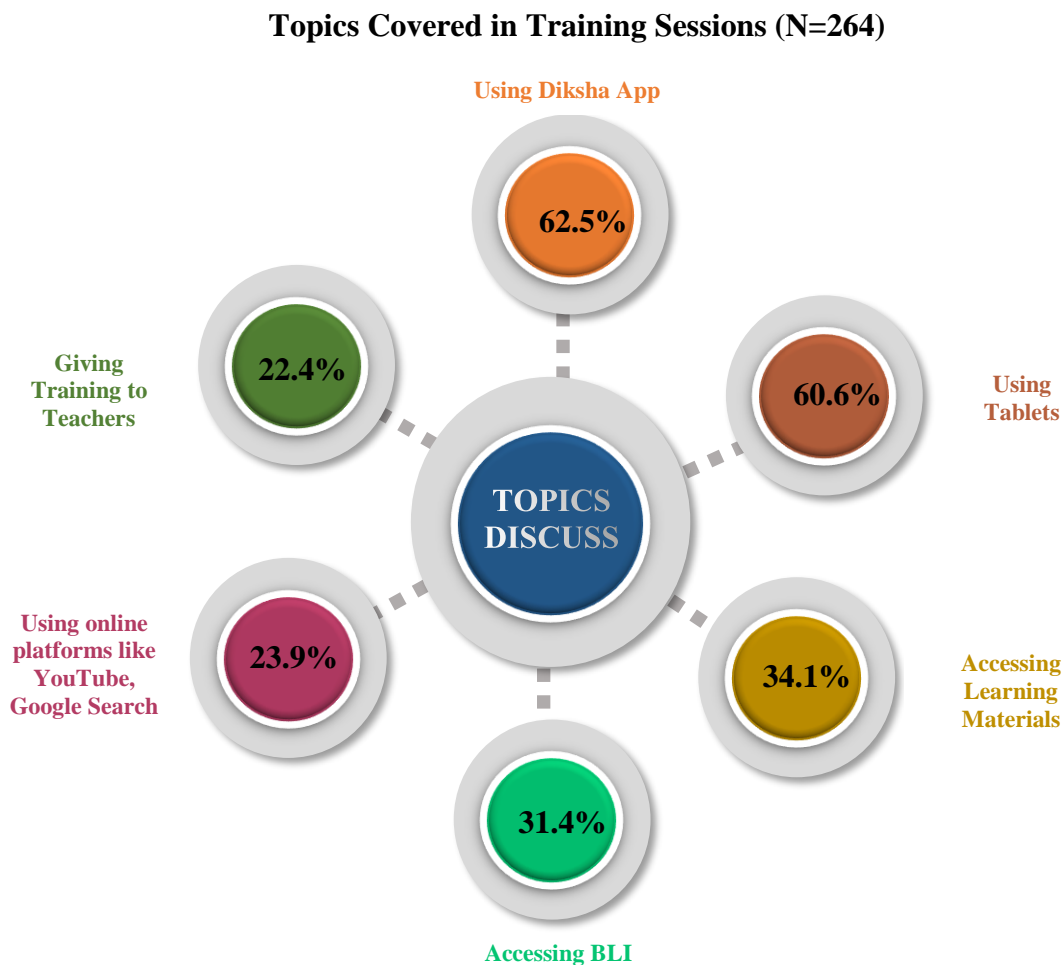 Topics Covered in Training Sessions (N=264)
Using Diksha App
62.5%
Giving
Training to
Teachers
22.4%
60.6%
Using
Tablets
TOPICS
DISCUSS
Using online
platforms like
YouTube,
Google Search
23.9%
34.1%
Accessing
Learning
Materials
31.4%
Accessing BLI